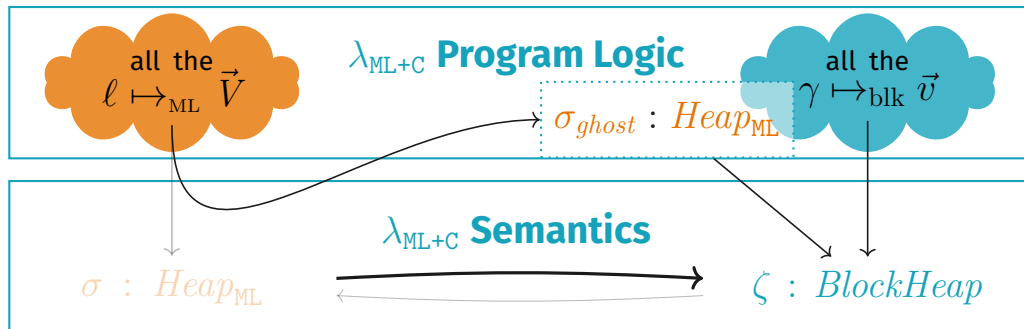 all the
ℓ ↦ML V⃗
λML+C Program Logic
all the
γ ↦blk v⃗
σghost : HeapML
λML+C Semantics
σ : HeapML
ζ : BlockHeap